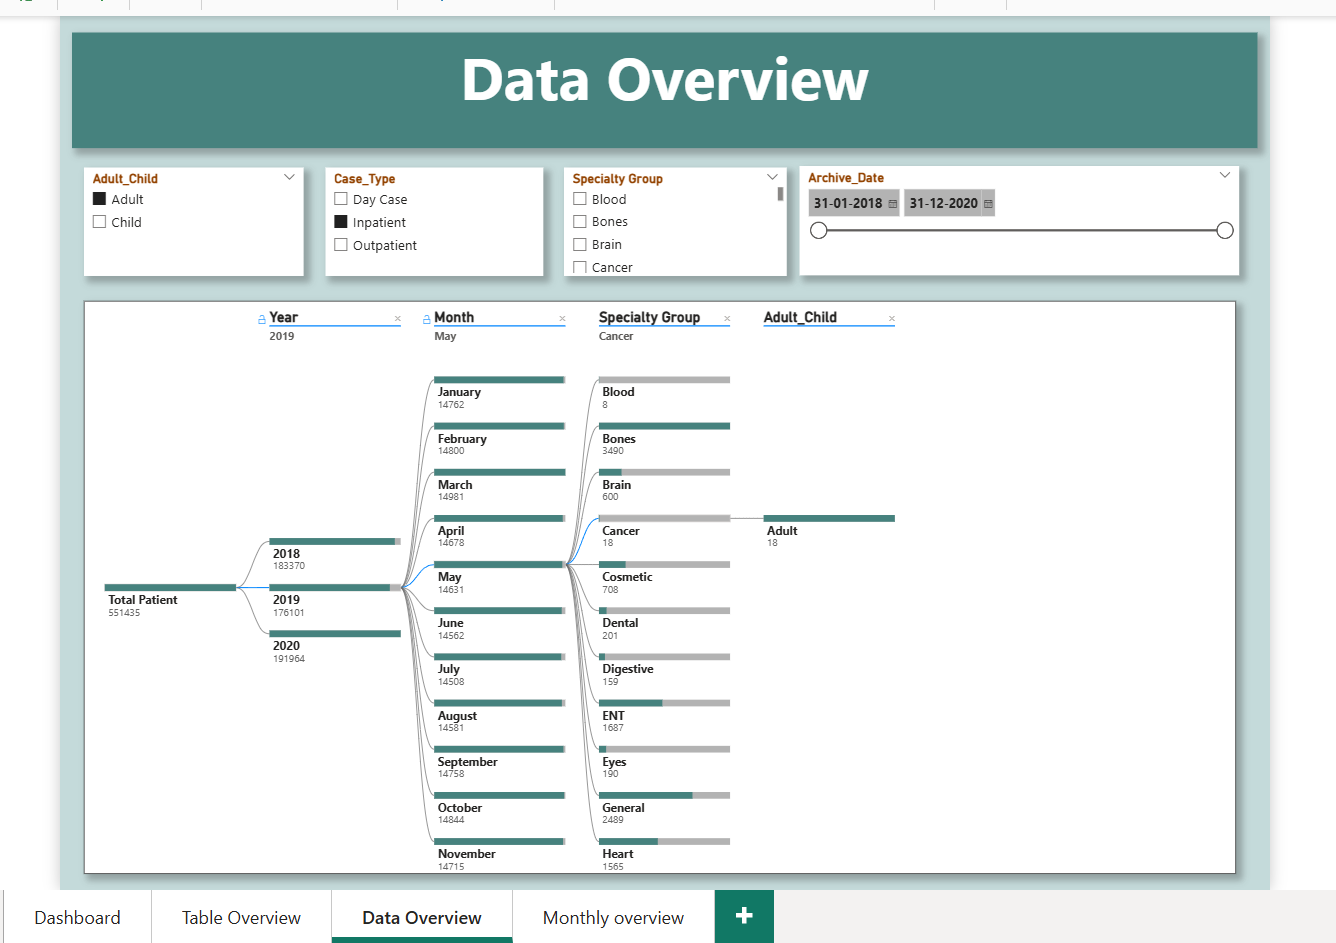 Data Overview
Adult_Child
Adult
Child
Case_Type
Day Case
Inpatient
Outpatient
Specialty Group
Blood
Bones
Brain
Cancer
Archive_Date
31-01-2018
31-12-2020
Year
2019
Month
May
Specialty Group
Cancer
Adult_Child
Total Patient
551435
2018
183370
2019
176101
2020
191964
January
14762
February
14800
March
14981
April
14678
May
14631
June
14562
July
14508
August
14581
September
14758
October
14844
November
14715
Blood
8
Bones
3490
Brain
600
Cancer
18
Cosmetic
708
Dental
201
Digestive
159
ENT
1687
Eyes
190
General
2489
Heart
1565
Adult
18
Dashboard
Table Overview
Data Overview
Monthly overview